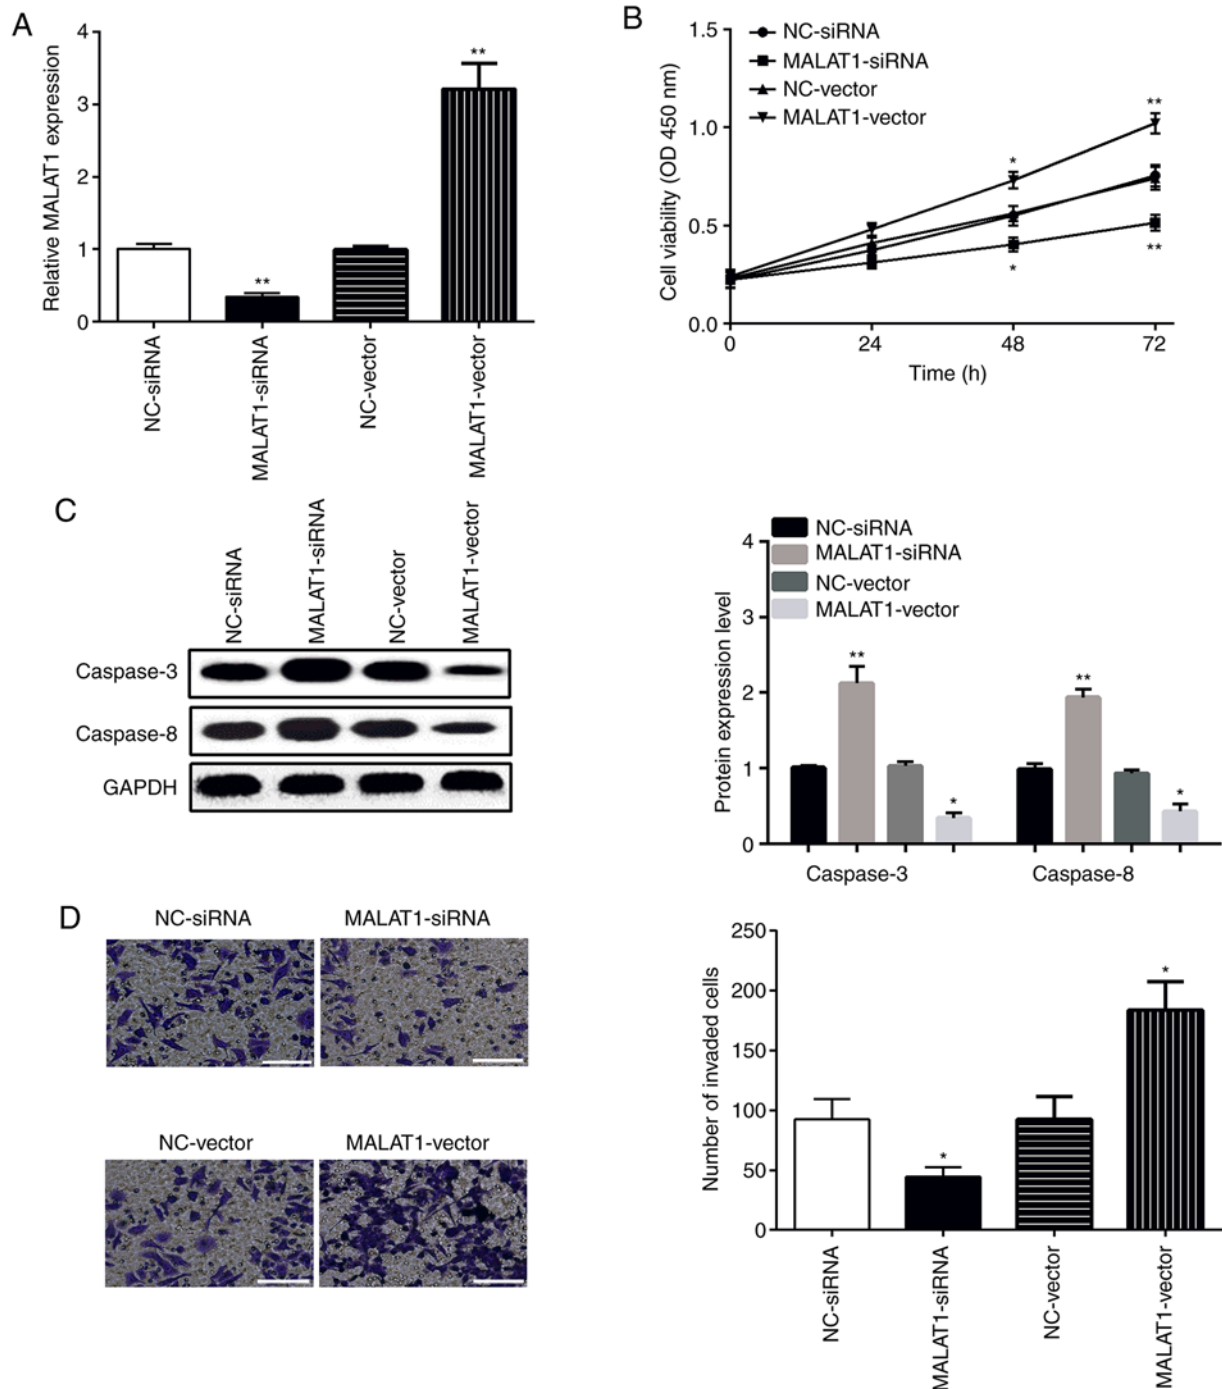 A
Relative MALAT1 expression
4
3
2
1
0
**
**
NC-siRNA
MALAT1-siRNA
NC-vector
MALAT1-vector
B
Cell viability (OD 450 nm)
1.5
1.0
0.5
0.0
NC-siRNA
MALAT1-siRNA
NC-vector
MALAT1-vector
*
**
*
**
0
24
48
72
Time (h)
C
NC-siRNA
MALAT1-siRNA
NC-vector
MALAT1-vector
Caspase-3
Caspase-8
GAPDH
Protein expression level
4
3
2
1
0
NC-siRNA
MALAT1-siRNA
NC-vector
MALAT1-vector
**
*
**
*
Caspase-3
Caspase-8
D
NC-siRNA
MALAT1-siRNA
NC-vector
MALAT1-vector
Number of invaded cells
250
200
150
100
50
0
*
*
NC-siRNA
MALAT1-siRNA
NC-vector
MALAT1-vector